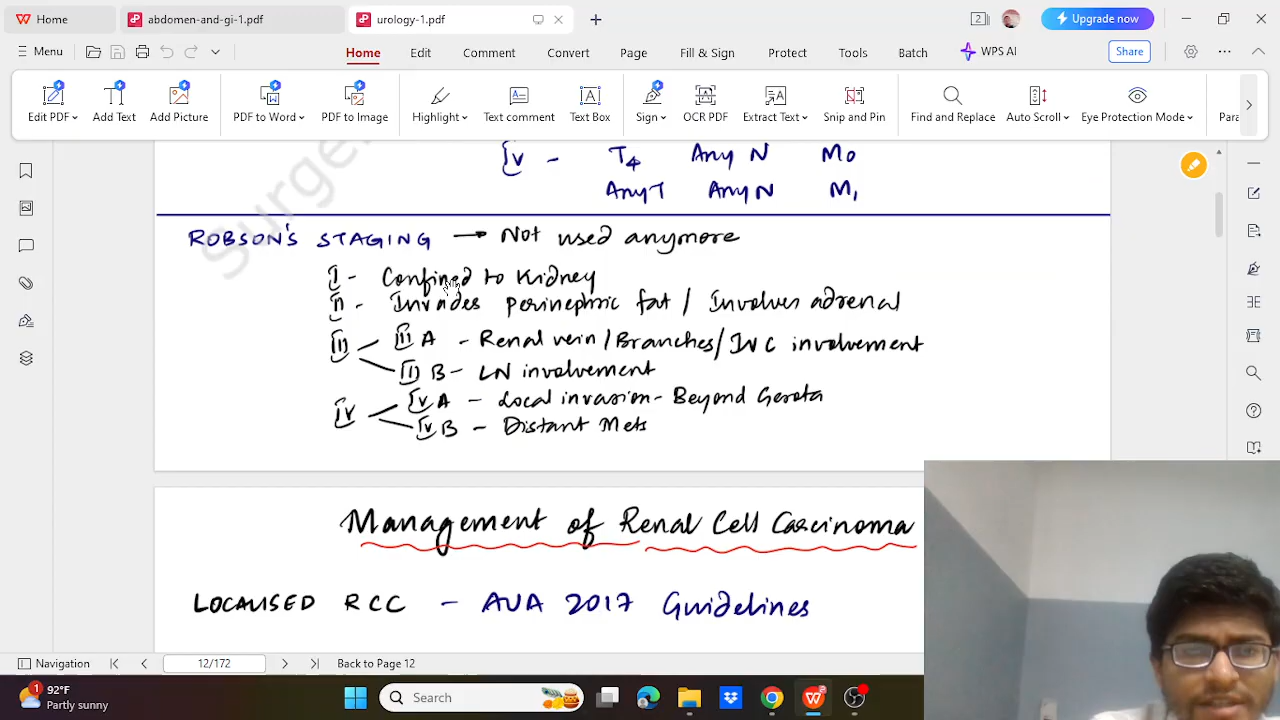 Home
abdomen-and-gi-1.pdf
urology-1.pdf
2
Upgrade now
Menu
Home
Edit
Comment
Convert
Page
Fill & Sign
Protect
Tools
Batch
WPS AI
Share
Edit PDF
Add Text
Add Picture
PDF to Word
PDF to Image
Highlight
Text comment
Text Box
Sign
OCR PDF
Extract Text
Snip and Pin
Find and Replace
Auto Scroll
Eye Protection Mode
Para
Surge
IV - T4 Any N M0
Any T Any N M1
ROBSON'S STAGING → Not used anymore
I - Confined to Kidney
II - Invades perinephric fat / Involves adrenal
III
III A - Renal vein/Branches/IVC involvement
III B - LN involvement
IV
IV A - Local invasion - Beyond Gerota
IV B - Distant Mets
Management of Renal Cell Carcinoma
LOCALISED RCC - AUA 2017 Guidelines
Navigation
12/172
Back to Page 12
1
92°F
Partly sunny
Search